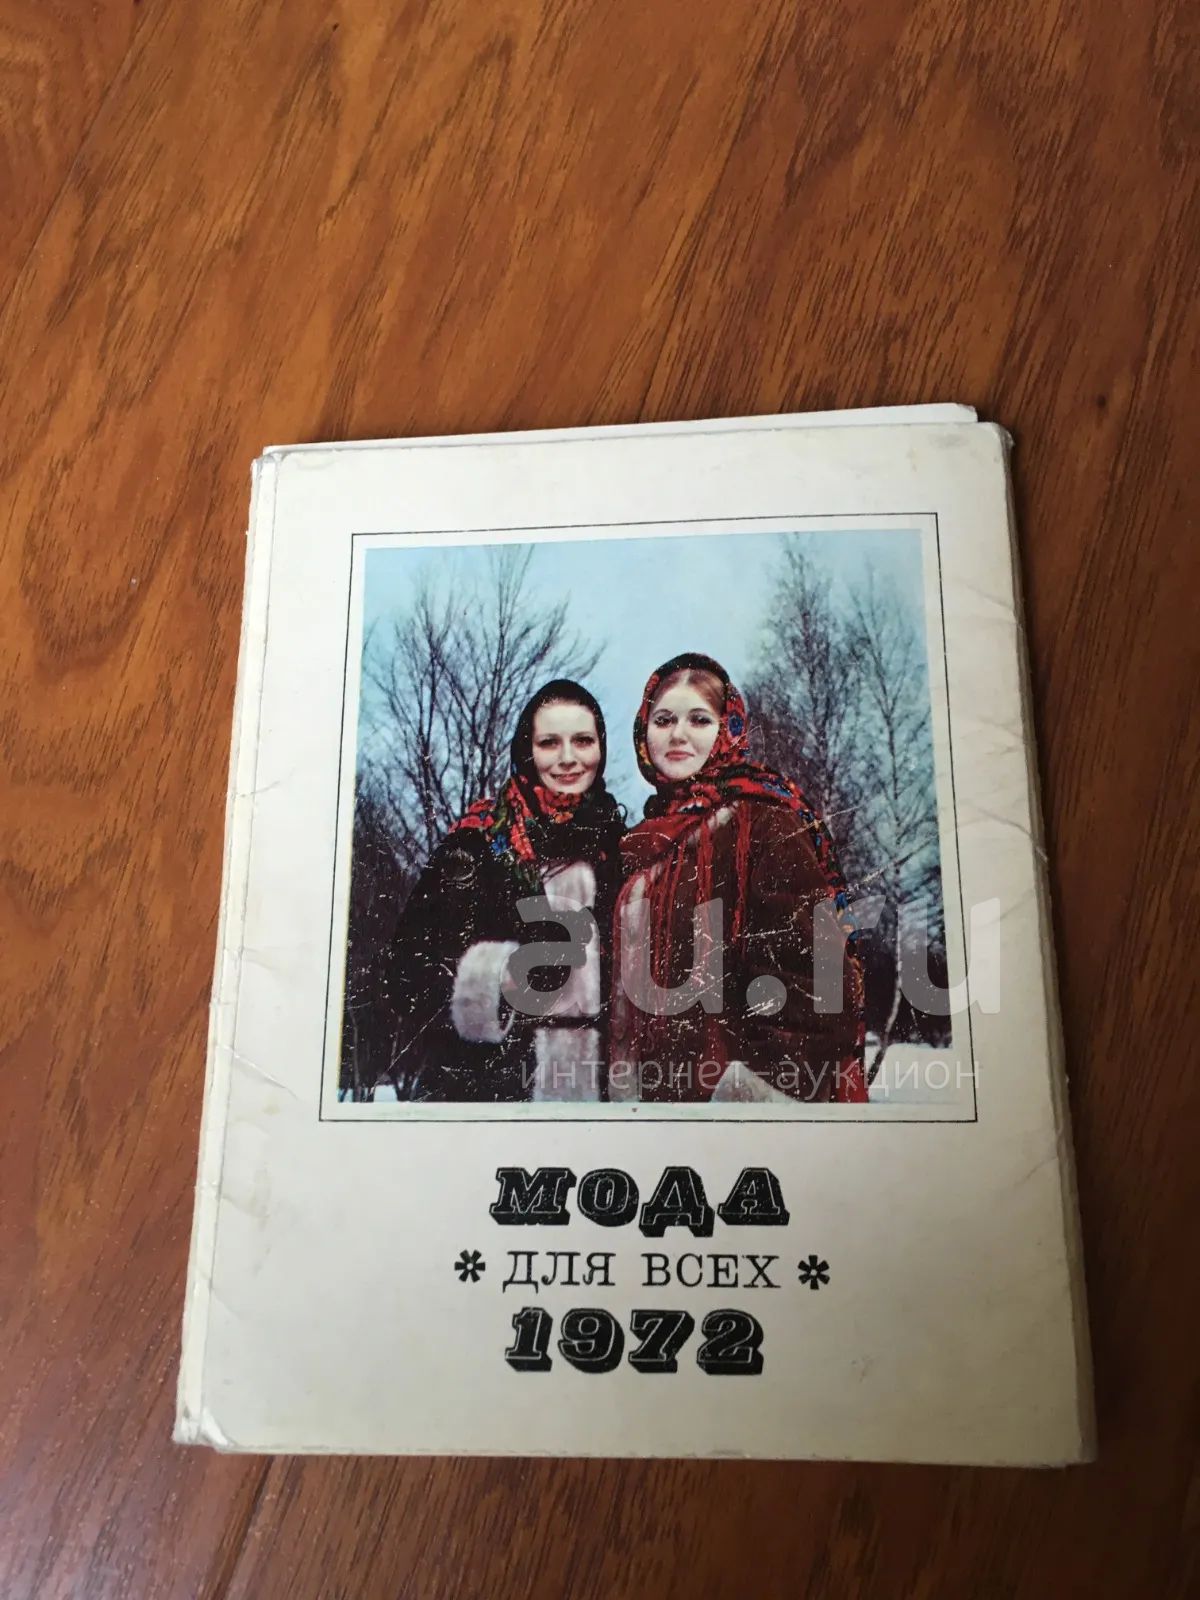 au.ru
интернет-аукцион
МОДА
* ДЛЯ ВСЕХ *
1972